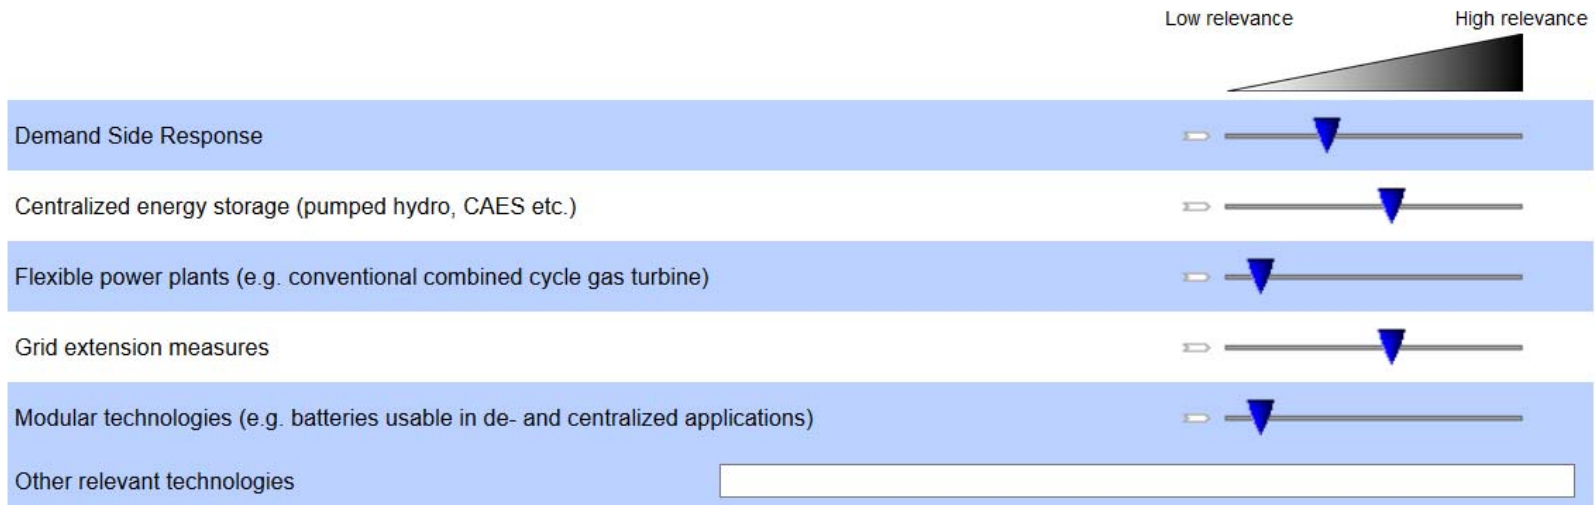 Low relevance High relevance
Demand Side Response
Centralized energy storage (pumped hydro, CAES etc.)
Flexible power plants (e.g. conventional combined cycle gas turbine)
Grid extension measures
Modular technologies (e.g. batteries usable in de- and centralized applications)
Other relevant technologies